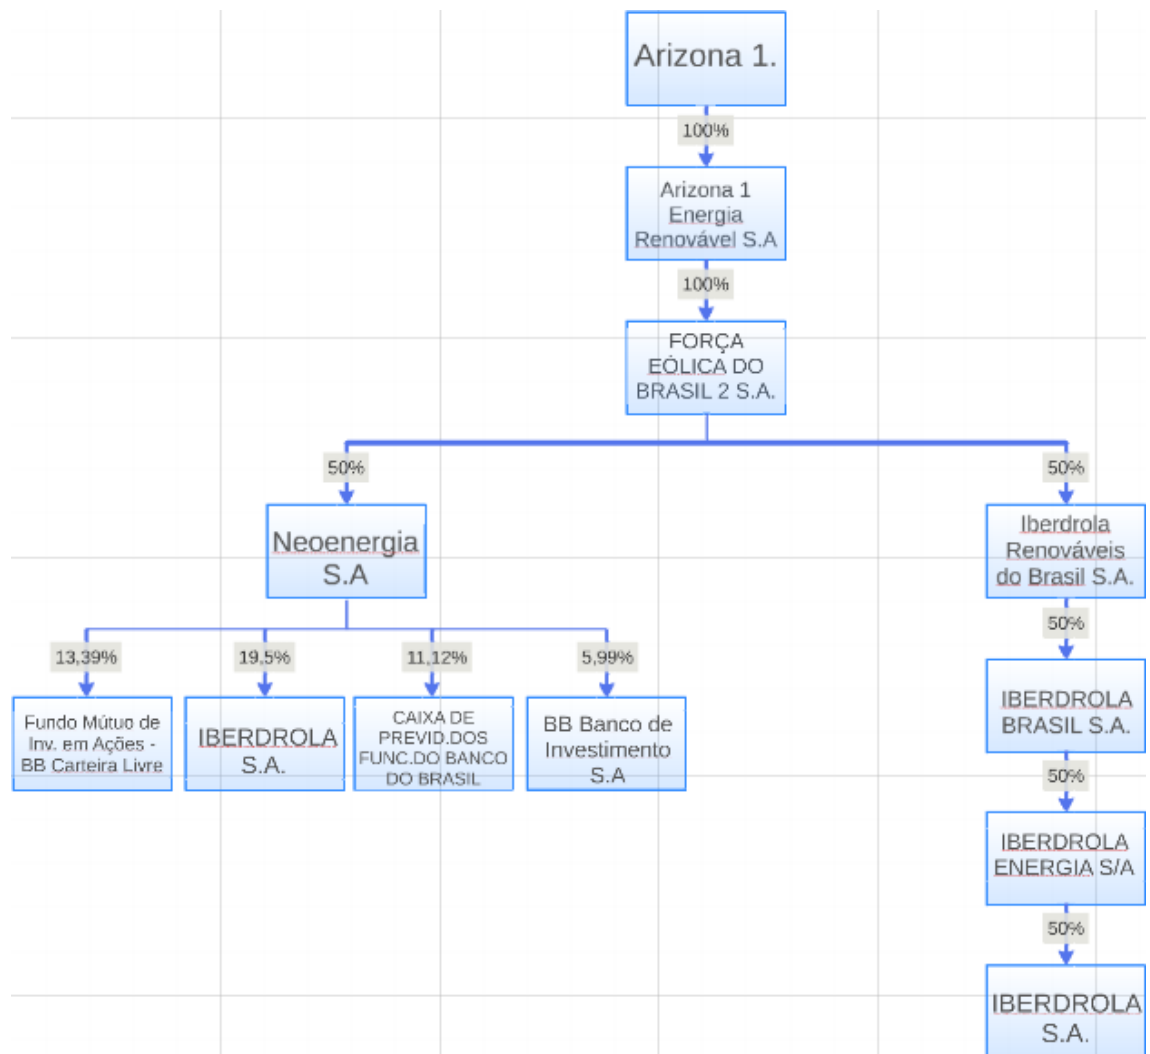 Arizona 1.
100%
Arizona 1
Energia
Renovável S.A
100%
FORÇA
EÓLICA DO
BRASIL 2 S.A.
50%
50%
Neoenergia
S.A
Iberdrola
Renováveis
do Brasil S.A.
13,39%
19,5%
11,12%
5,99%
50%
Fundo Mútuo de
Inv. em Ações -
BB Carteira Livre
IBERDROLA
S.A.
CAIXA DE
PREVID.DOS
FUNC.DO BANCO
DO BRASIL
BB Banco de
Investimento
S.A
IBERDROLA
BRASIL S.A.
50%
IBERDROLA
ENERGIA S/A
50%
IBERDROLA
S.A.